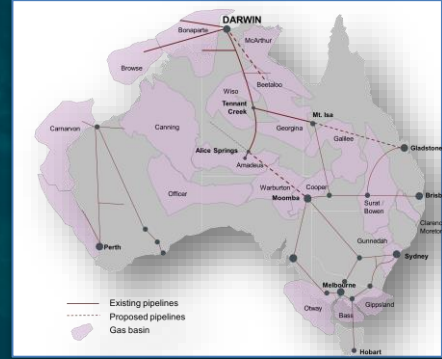 DARWIN
Bonaparte
McArthur
Browse
Beetaloo
Wiso
Tennant
Creek
Mt. Isa
Carnarvon
Canning
Georgina
Galilee
Gladstone
Alice Springs
Amadeus
Officer
Warburton
Cooper
Moomba
Surat /
Bowen
Brisb
Clarenc
Moreton
Gunnedah
Perth
Sydney
Melbourne
Otway
Gippsland
Bass
Hobart
Existing pipelines
Proposed pipelines
Gas basin